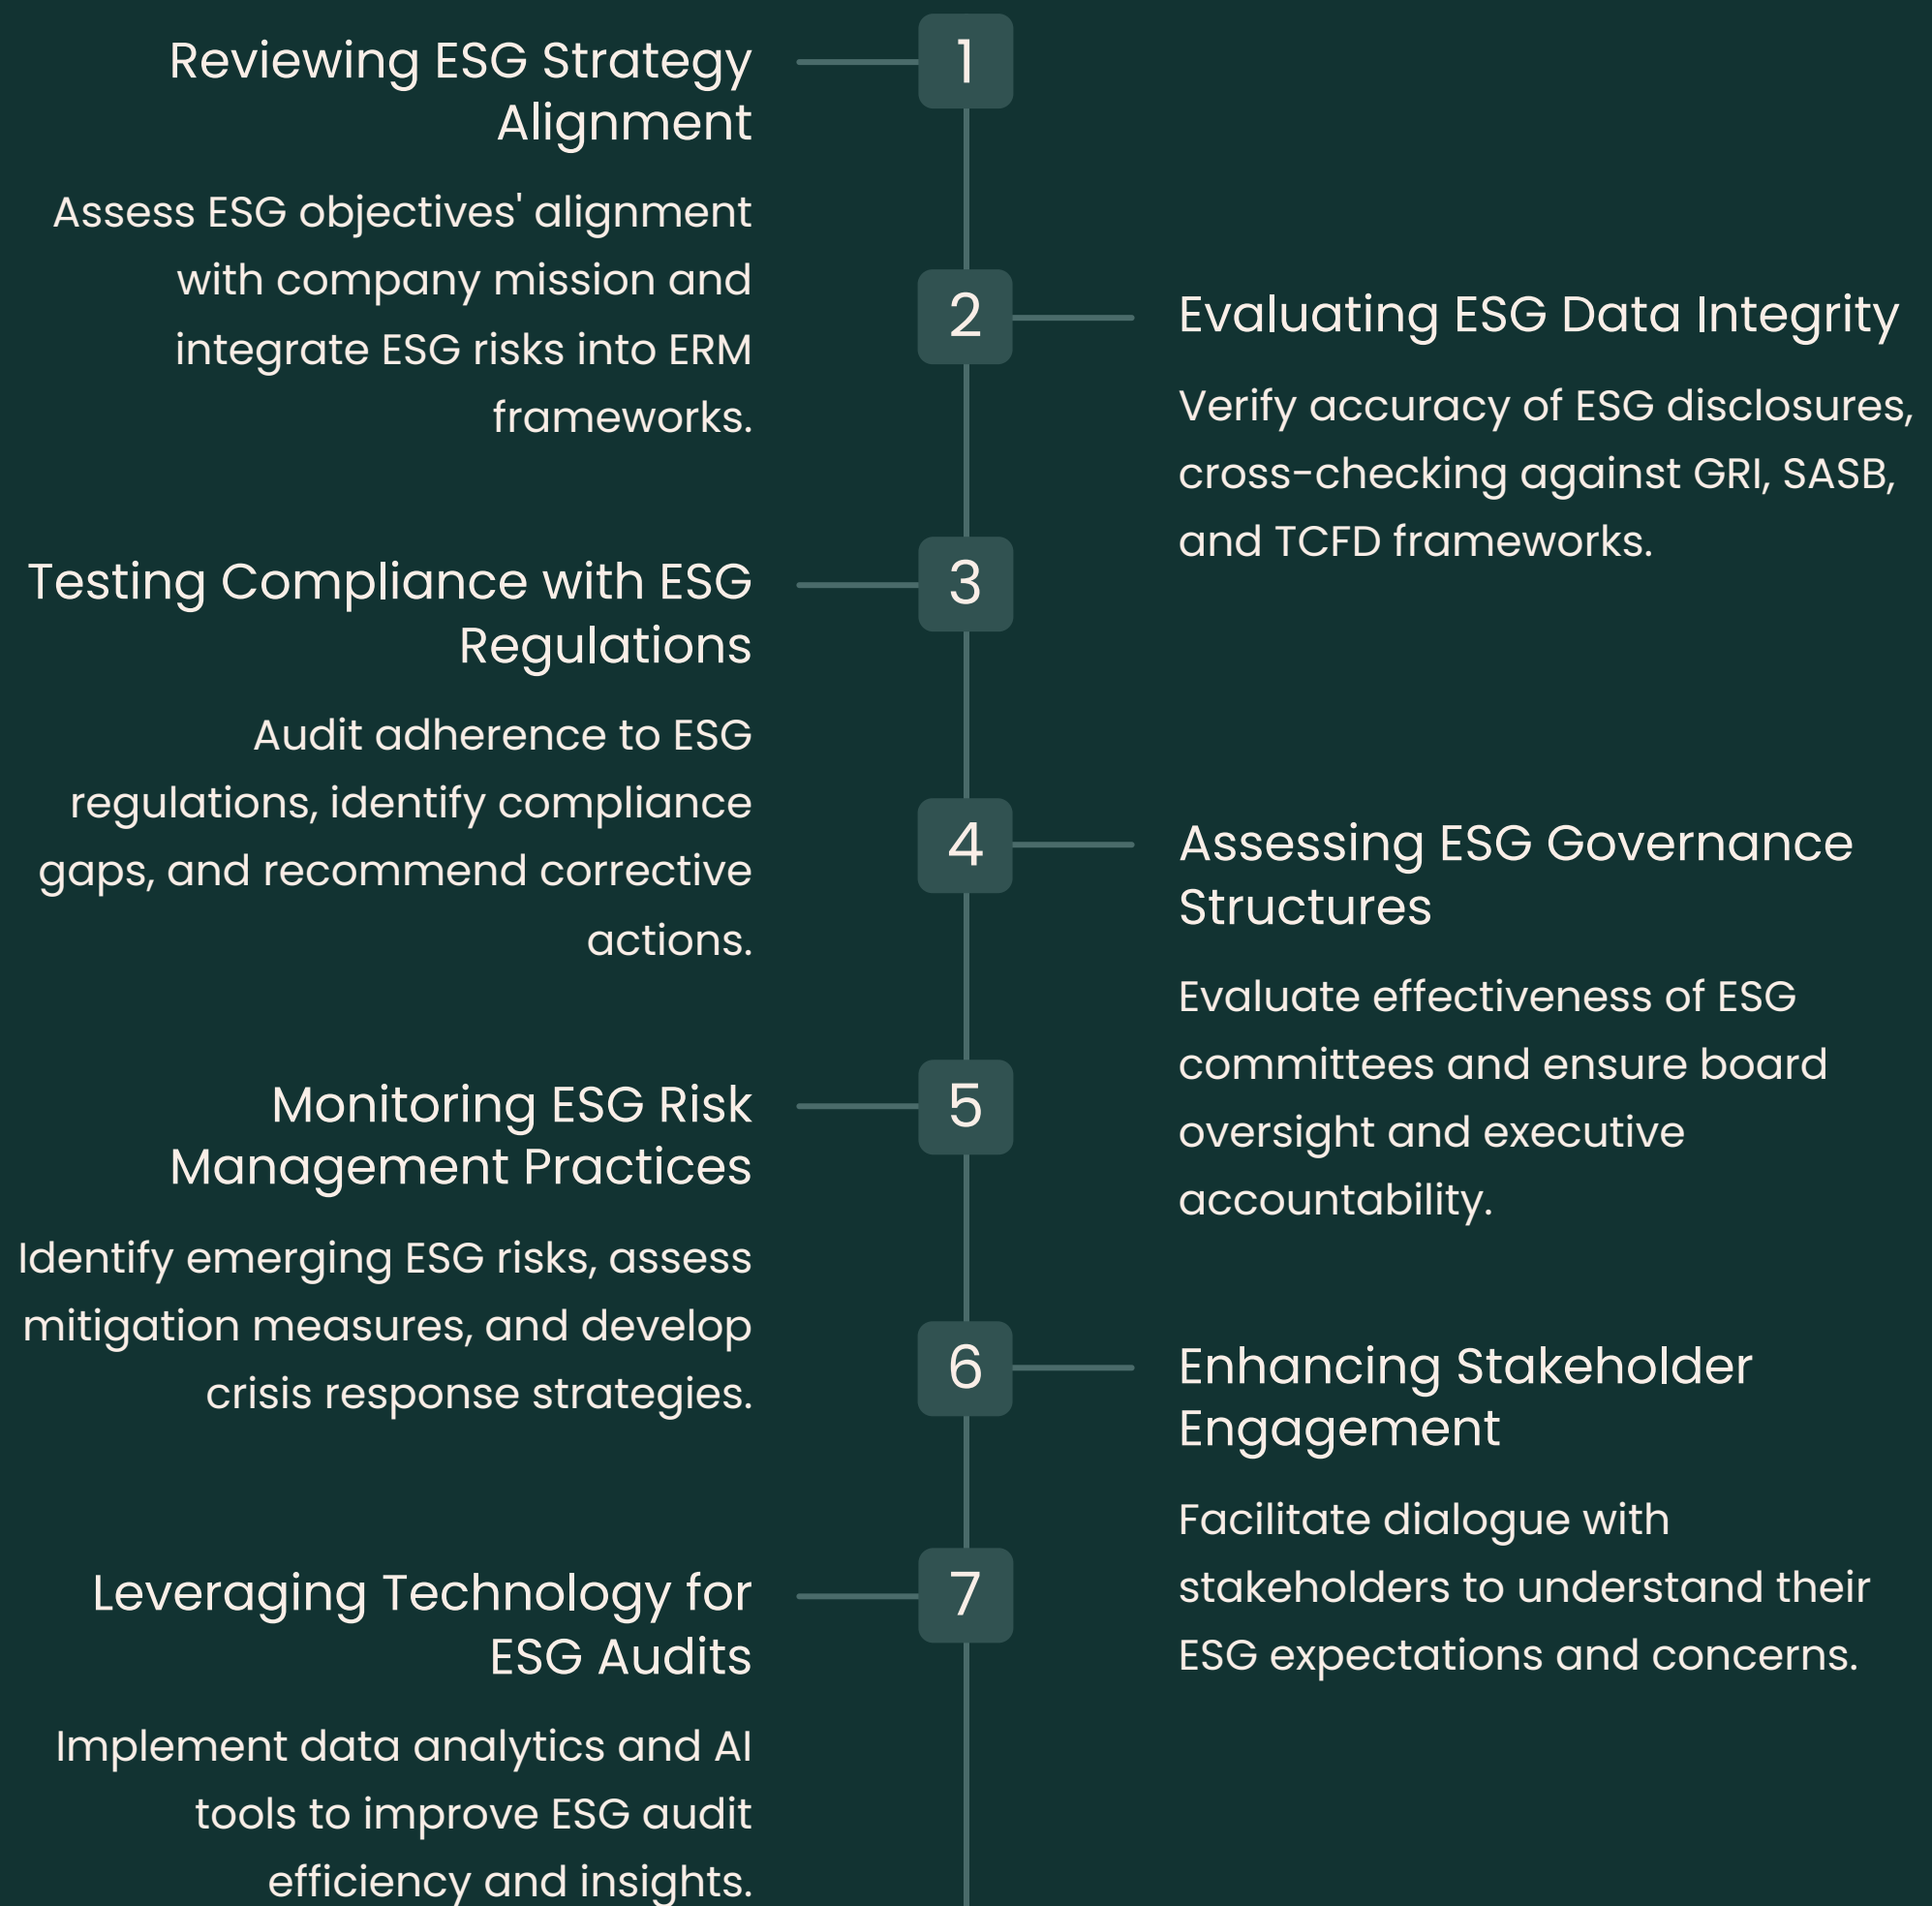 1
Reviewing ESG Strategy
Alignment
Assess ESG objectives' alignment
with company mission and
integrate ESG risks into ERM
frameworks.
2
Evaluating ESG Data Integrity
Verify accuracy of ESG disclosures,
cross-checking against GRI, SASB,
and TCFD frameworks.
3
Testing Compliance with ESG
Regulations
Audit adherence to ESG
regulations, identify compliance
gaps, and recommend corrective
actions.
4
Assessing ESG Governance
Structures
Evaluate effectiveness of ESG
committees and ensure board
oversight and executive
accountability.
5
Monitoring ESG Risk
Management Practices
Identify emerging ESG risks, assess
mitigation measures, and develop
crisis response strategies.
6
Enhancing Stakeholder
Engagement
Facilitate dialogue with
stakeholders to understand their
ESG expectations and concerns.
7
Leveraging Technology for
ESG Audits
Implement data analytics and AI
tools to improve ESG audit
efficiency and insights.